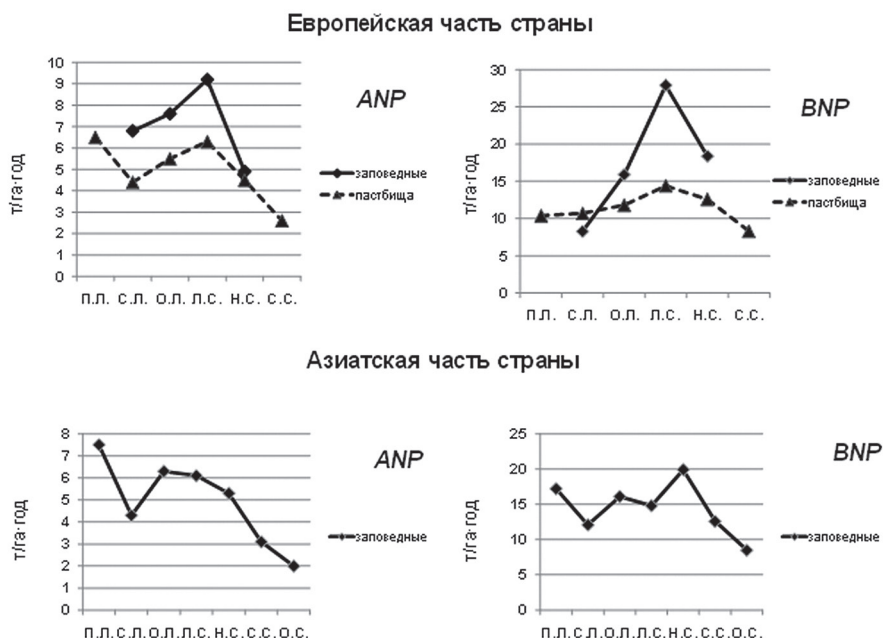 Европейская часть страны
10
9
8
7
6
5
4
3
2
1
0
т/га·год
ANP
заповедные
пастбища
П.Л. С.Л. О.Л. Л.С. Н.С. С.С.
30
25
20
15
10
5
0
т/га·год
BNP
заповедные
пастбища
П.Л. С.Л. О.Л. Л.С. Н.С. С.С.
Азиатская часть страны
8
7
6
5
4
3
2
1
0
т/га·год
ANP
заповедные
П.Л. С.Л. О.Л. Л.С. Н.С. С.С. О.С.
25
20
15
10
5
0
т/га·год
BNP
заповедные
П.Л. С.Л. О.Л. Л.С. Н.С. С.С. О.С.